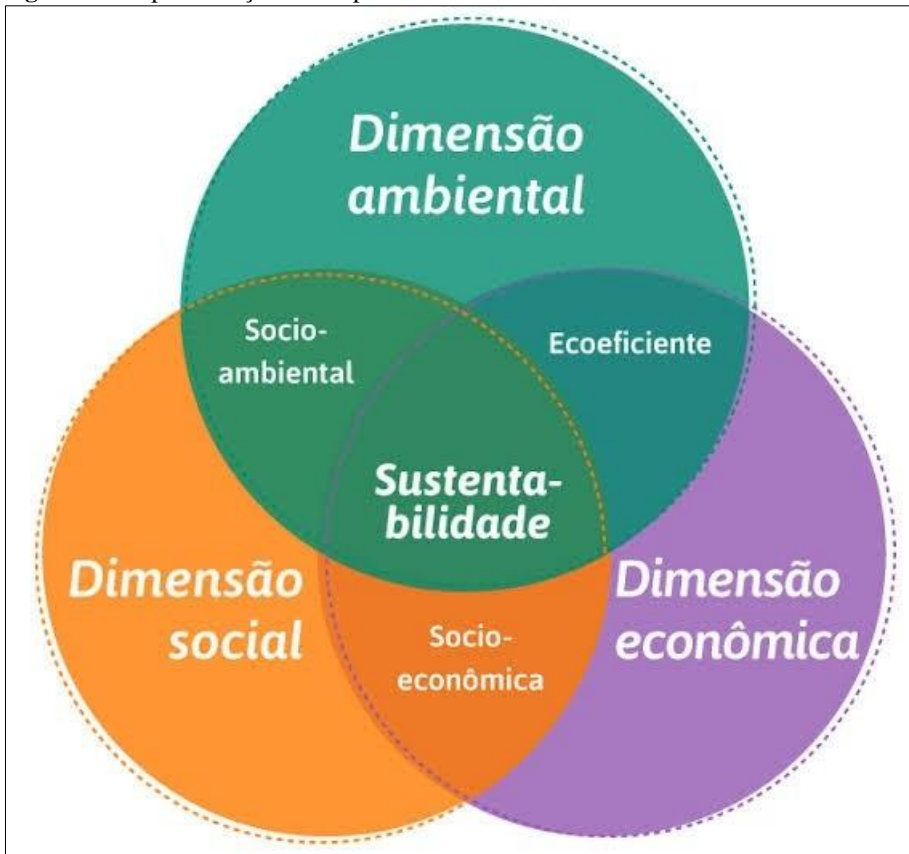 Dimensão
ambiental
Socio-
ambiental
Ecoeficiente
Sustenta-
bilidade
Dimensão
social
Dimensão
econômica
Socio-
econômica